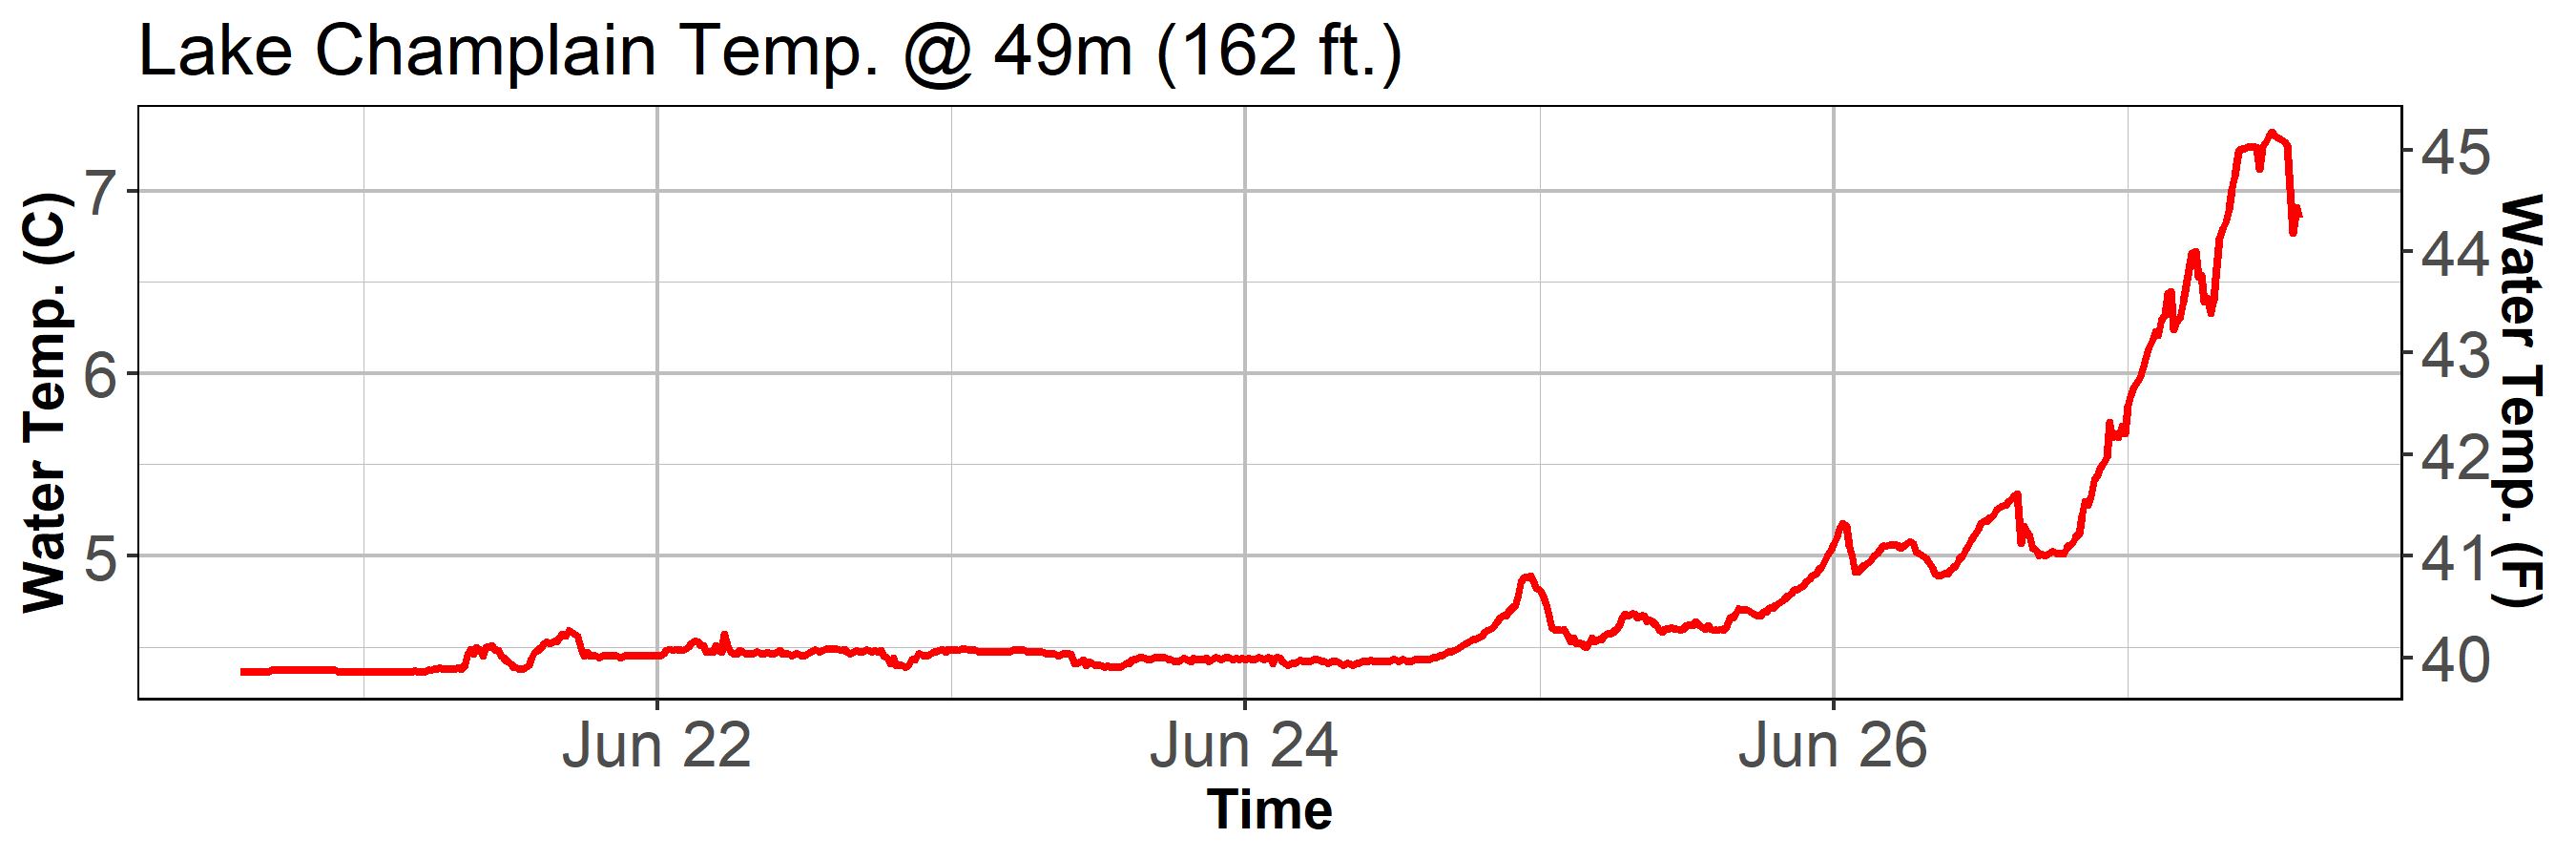 Lake Champlain Temp. @ 49m (162 ft.)
Water Temp. (C)
7
6
5
45
44
43
42
41
40
Water Temp. (F)
Jun 22
Jun 24
Jun 26
Time